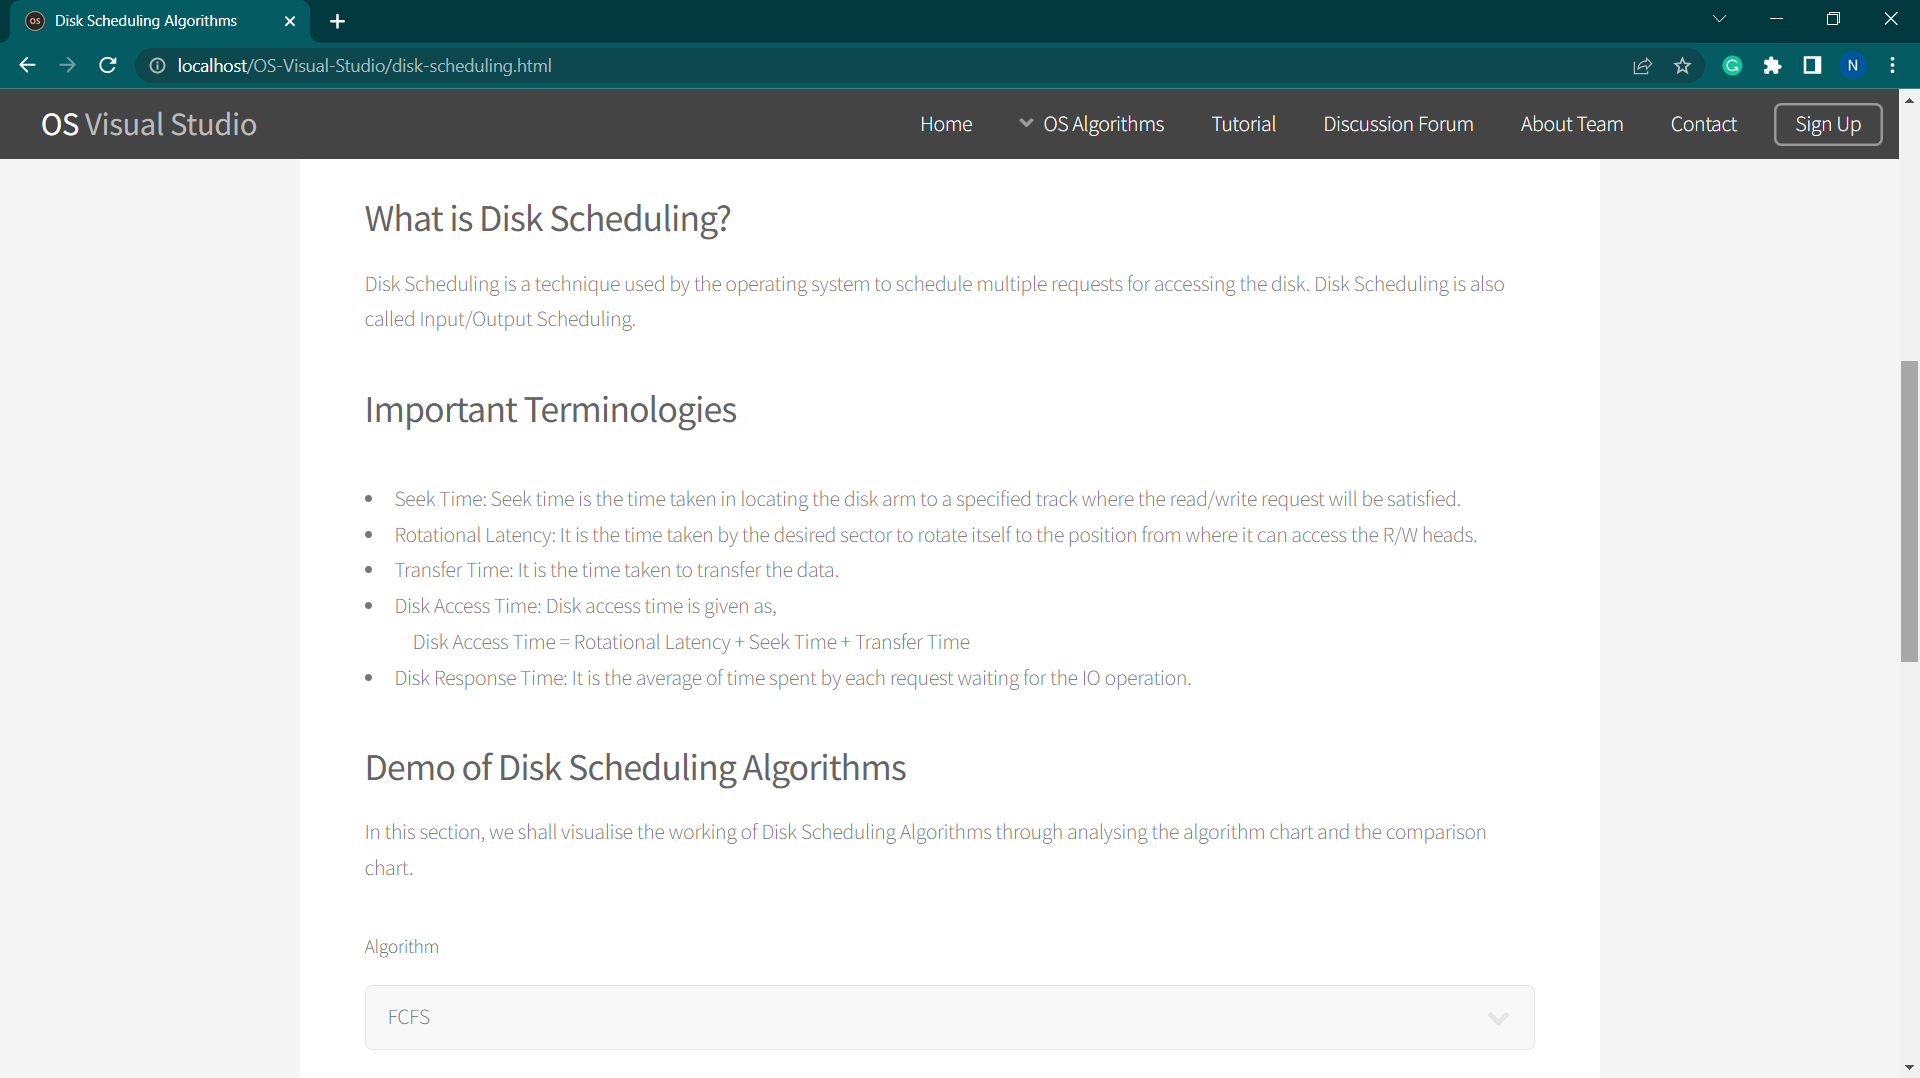 os Disk Scheduling Algorithms
localhost/OS-Visual-Studio/disk-scheduling.html
N
OS Visual Studio
Home
OS Algorithms
Tutorial
Discussion Forum
About Team
Contact
Sign Up
What is Disk Scheduling?
Disk Scheduling is a technique used by the operating system to schedule multiple requests for accessing the disk. Disk Scheduling is also
called Input/Output Scheduling.
Important Terminologies
• Seek Time: Seek time is the time taken in locating the disk arm to a specified track where the read/write request will be satisfied.
• Rotational Latency: It is the time taken by the desired sector to rotate itself to the position from where it can access the R/W heads.
• Transfer Time: It is the time taken to transfer the data.
• Disk Access Time: Disk access time is given as,
Disk Access Time = Rotational Latency + Seek Time + Transfer Time
• Disk Response Time: It is the average of time spent by each request waiting for the IO operation.
Demo of Disk Scheduling Algorithms
In this section, we shall visualise the working of Disk Scheduling Algorithms through analysing the algorithm chart and the comparison
chart.
Algorithm
FCFS